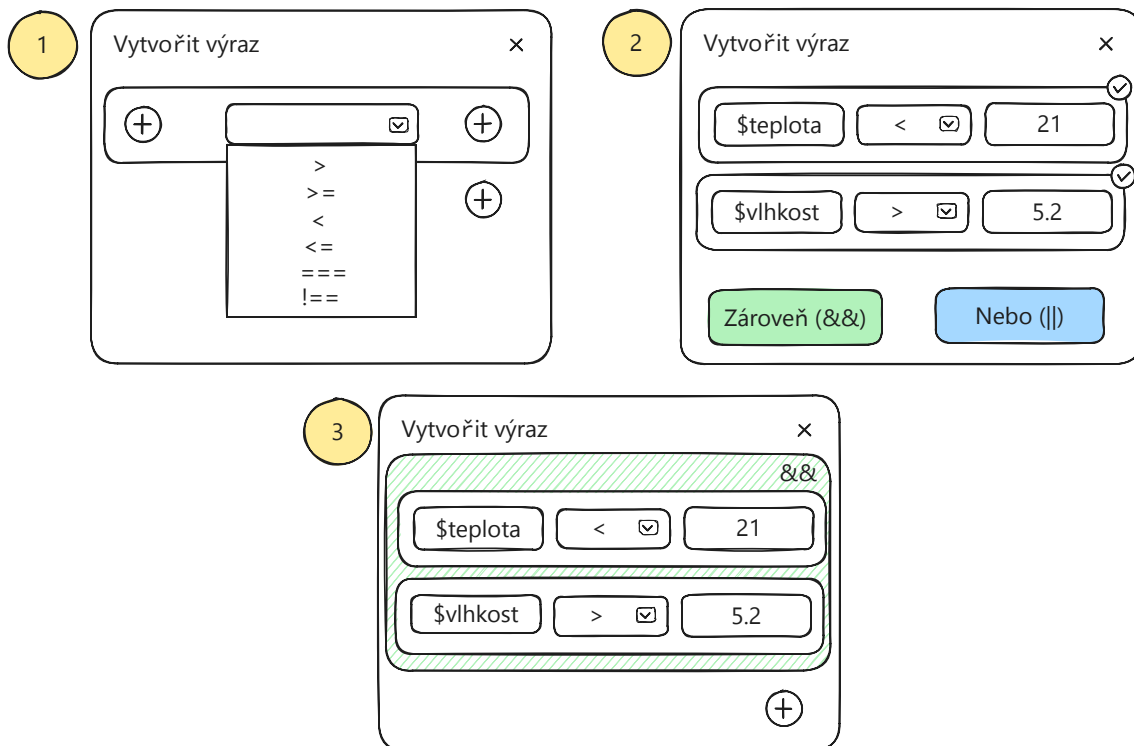 1
Vytvořit výraz
>
>=
<
<=
===
!==
2
Vytvořit výraz
$teplota < 21
$vlhkost > 5.2
Zároveň (&&) Nebo (||)
3
Vytvořit výraz
&&
$teplota < 21
$vlhkost > 5.2